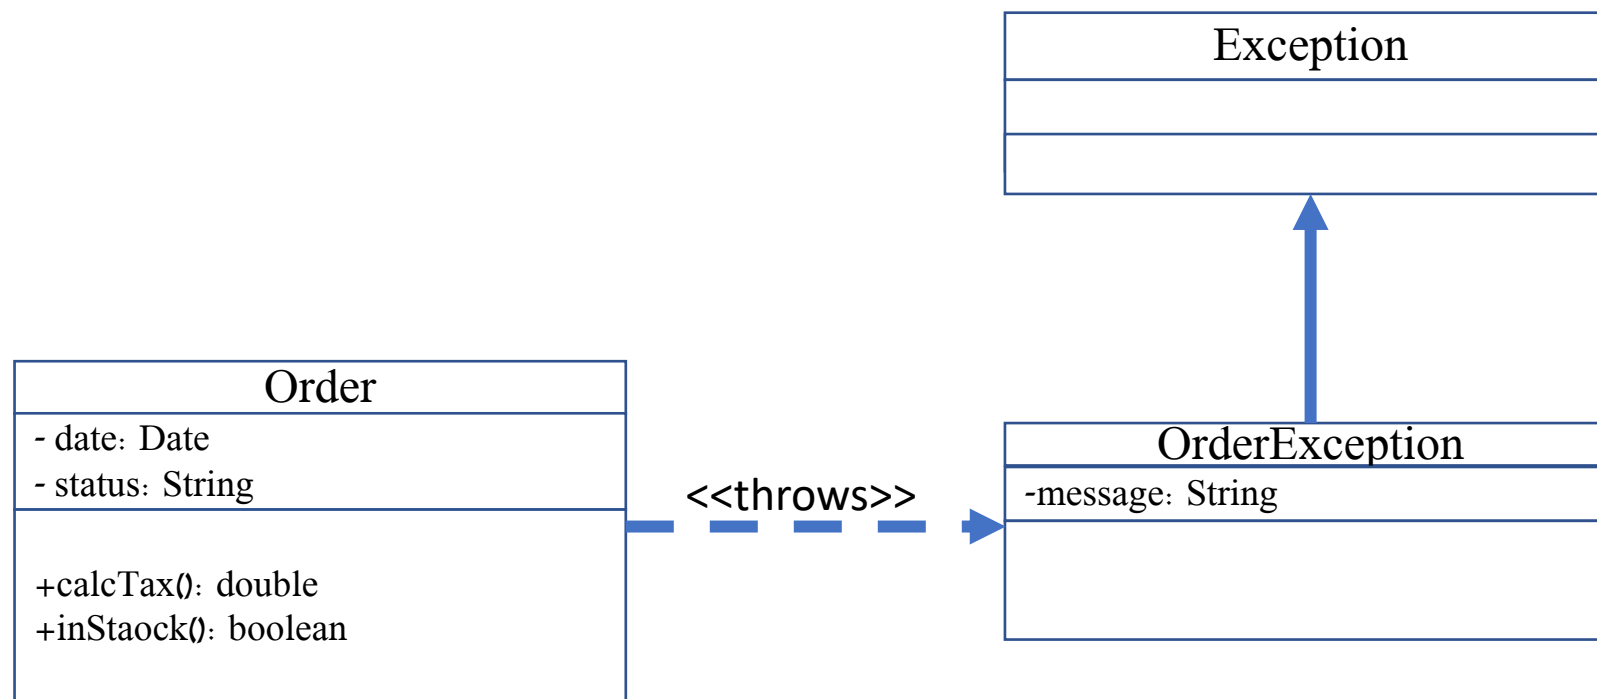 Exception
Order
- date: Date
- status: String
+calcTax(): double
+inStaock(): boolean
<<throws>>
OrderException
-message: String